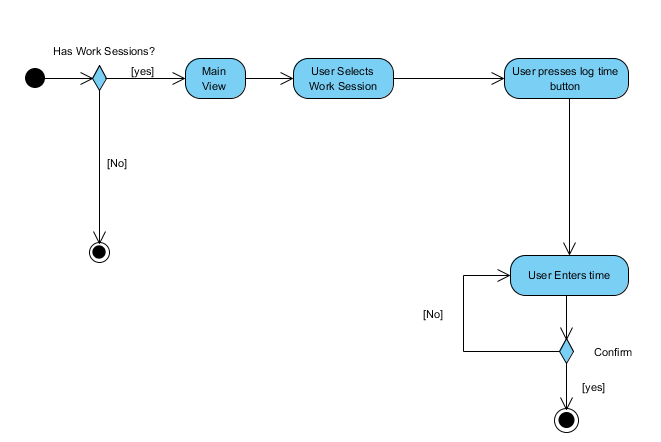 Has Work Sessions?
[yes]
Main
View
User Selects
Work Session
User presses log time
button
[No]
User Enters time
[No]
Confirm
[yes]